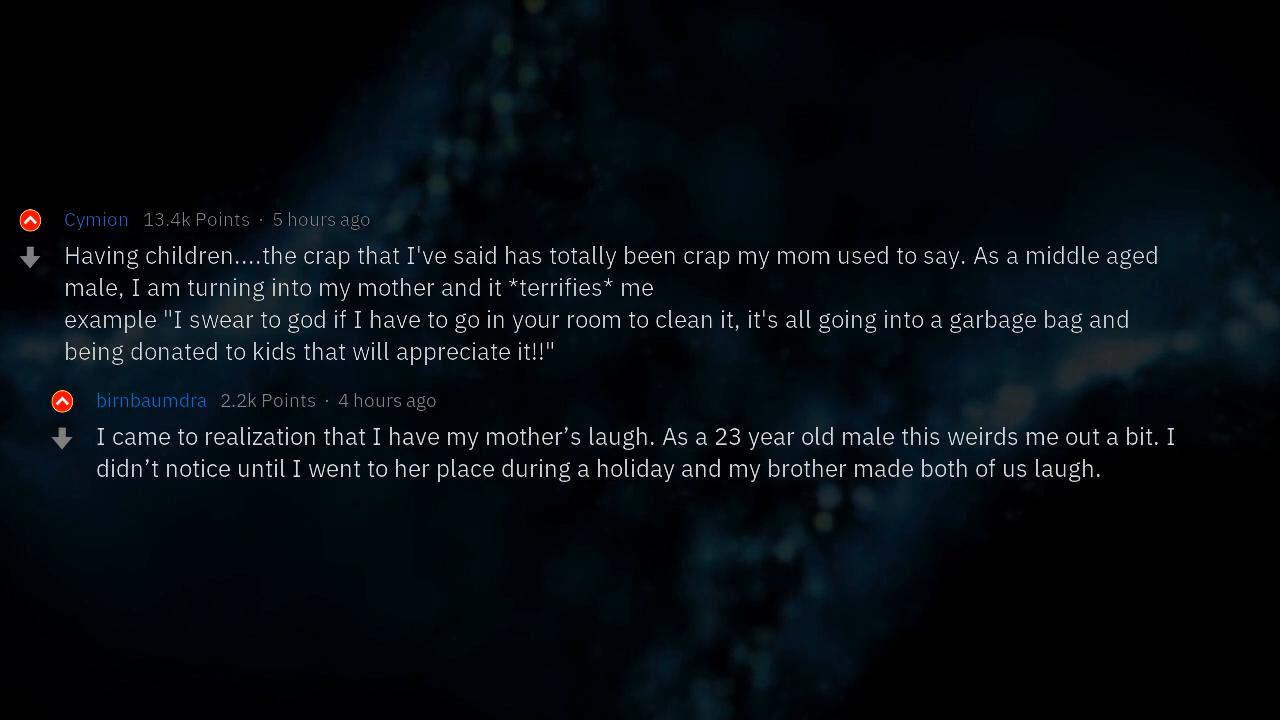 Cymion 13.4k Points · 5 hours ago
Having children....the crap that I've said has totally been crap my mom used to say. As a middle aged
male, I am turning into my mother and it *terrifies* me
example "I swear to god if I have to go in your room to clean it, it's all going into a garbage bag and
being donated to kids that will appreciate it!!"
birnbaumdra 2.2k Points · 4 hours ago
I came to realization that I have my mother’s laugh. As a 23 year old male this weirds me out a bit. I
didn’t notice until I went to her place during a holiday and my brother made both of us laugh.